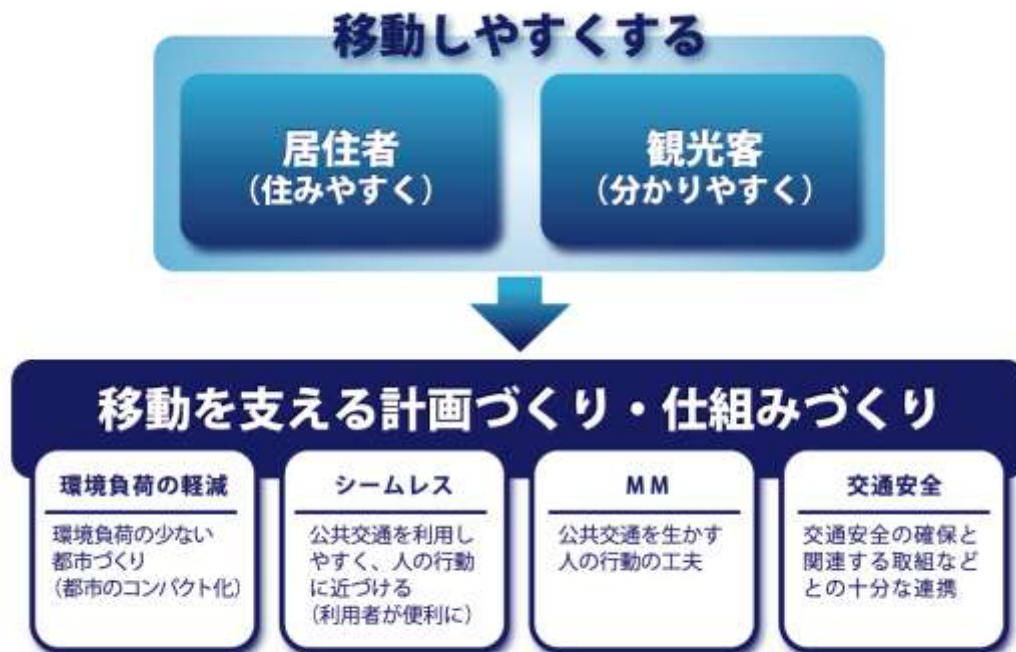 移動しやすくする
居住者
（住みやすく）
観光客
（分かりやすく）
移動を支える計画づくり・仕組みづくり
環境負荷の軽減
環境負荷の少ない
都市づくり
（都市のコンパクト化）
シームレス
公共交通を利用し
やすく、人の行動
に近づける
（利用者が便利に）
ＭＭ
公共交通を生かす
人の行動の工夫
交通安全
交通安全の確保と
関連する取組など
との十分な連携